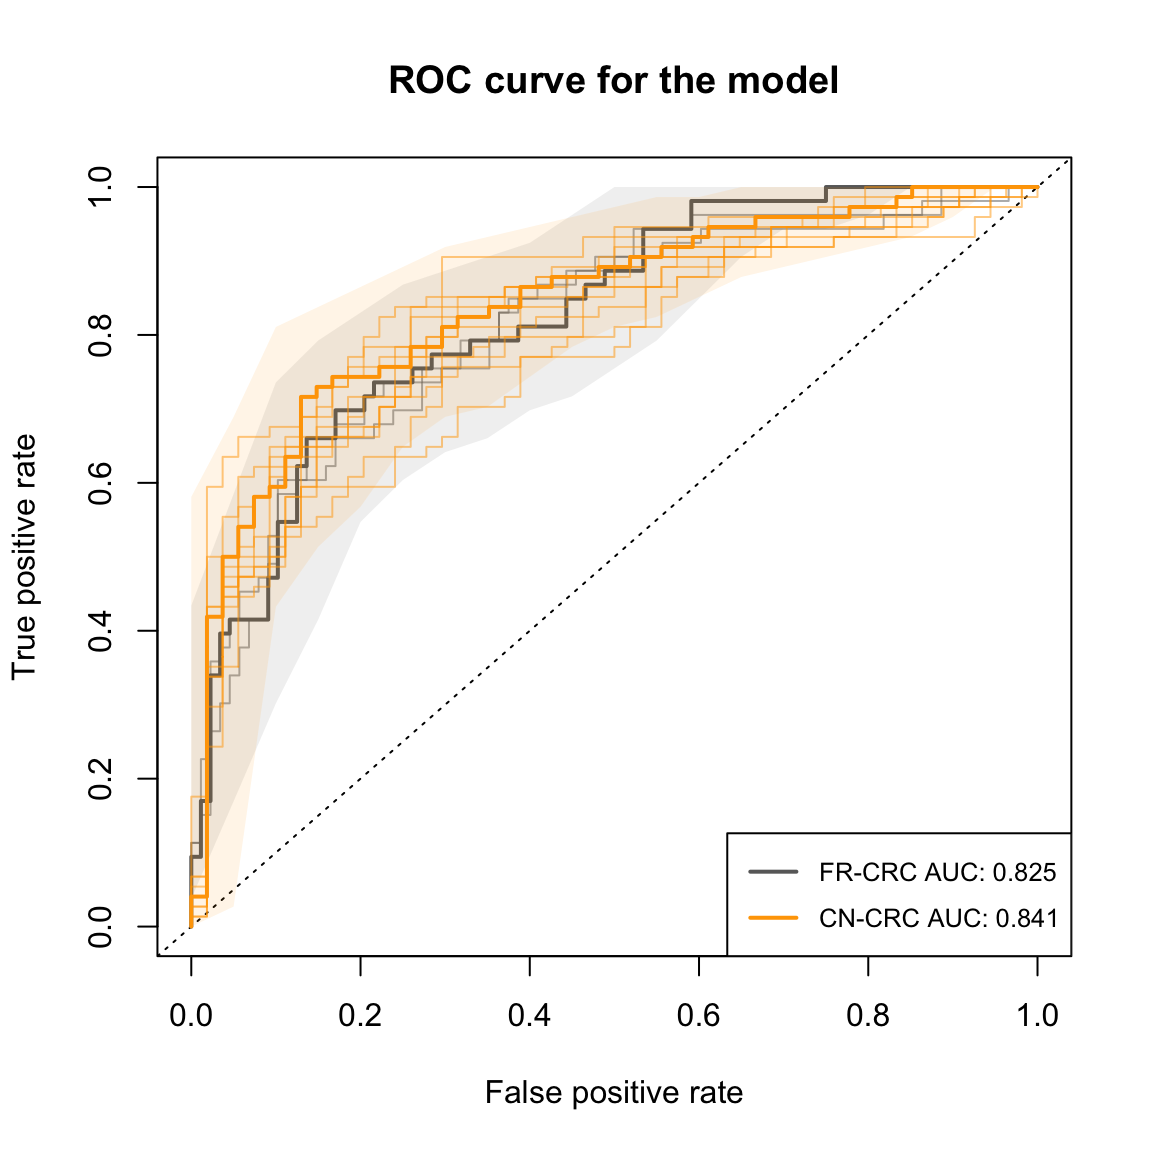 ROC curve for the model
True positive rate
1.0
0.8
0.6
0.4
0.2
0.0
0.0 0.2 0.4 0.6 0.8 1.0
False positive rate
FR-CRC AUC: 0.825
CN-CRC AUC: 0.841